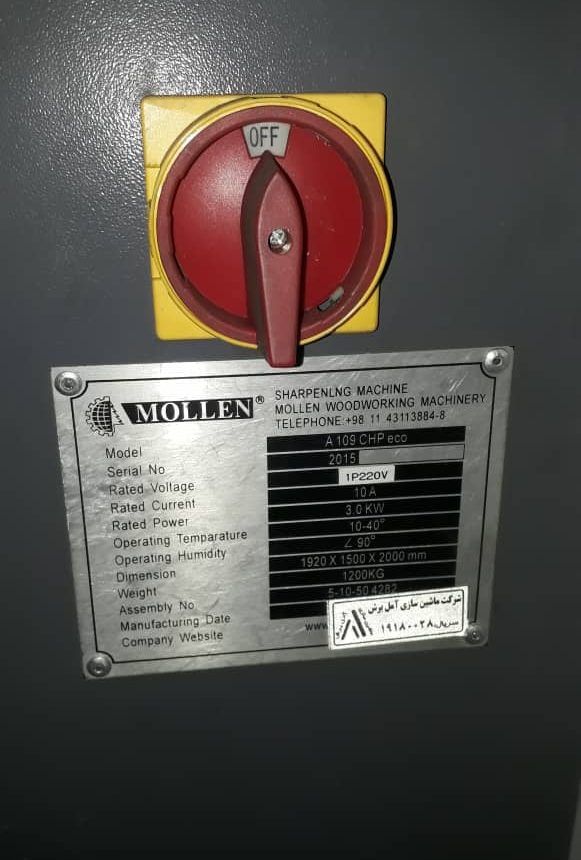 OFF
MOLLEN®
SHARPENLNG MACHINE
MOLLEN WOODWORKING MACHINERY
TELEPHONE:+98 11 43113884-8
Model A 109 CHP eco
Serial No 2015
Rated Voltage 1P220V
Rated Current 10A
Rated Power 3.0 KW
Operating Temparature 10-40°
Operating Humidity ∠ 90°
Dimension 1920 X 1500 X 2000 mm
Weight 1200KG
Assembly No 5-10-50 4282
Manufacturing Date
Company Website www
شرکت ماشین سازی آمل برش
سریال: ۱۹۱۸۰۰۲۸